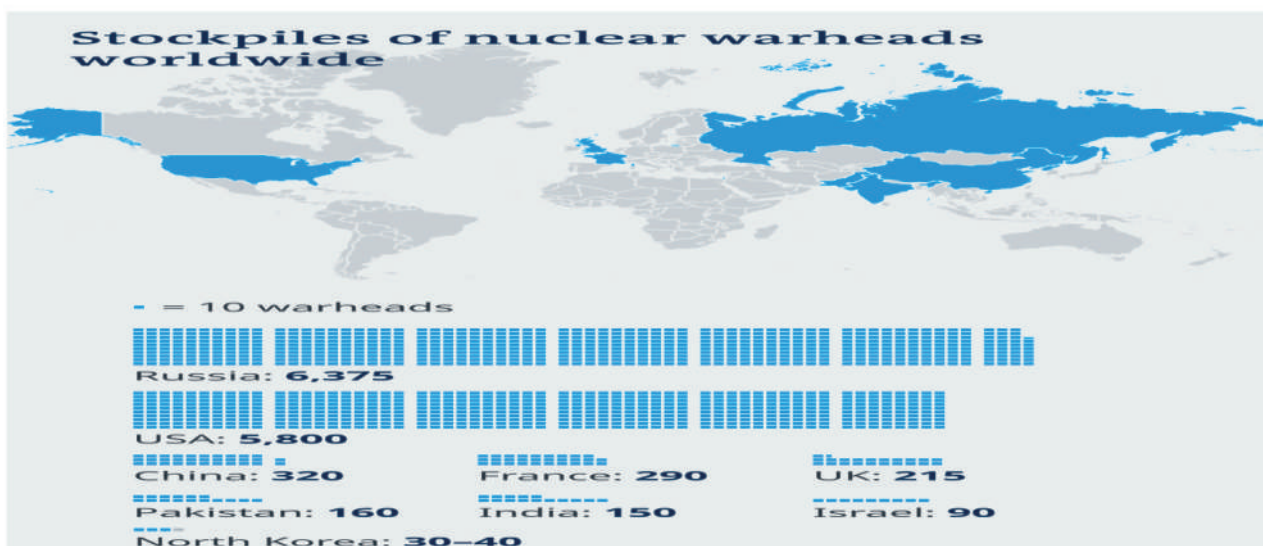 Stockpiles of nuclear warheads
worldwide
= 10 warheads
Russia: 6,375
USA: 5,800
China: 320 France: 290 UK: 215
Pakistan: 160 India: 150 Israel: 90
North Korea: 30–40